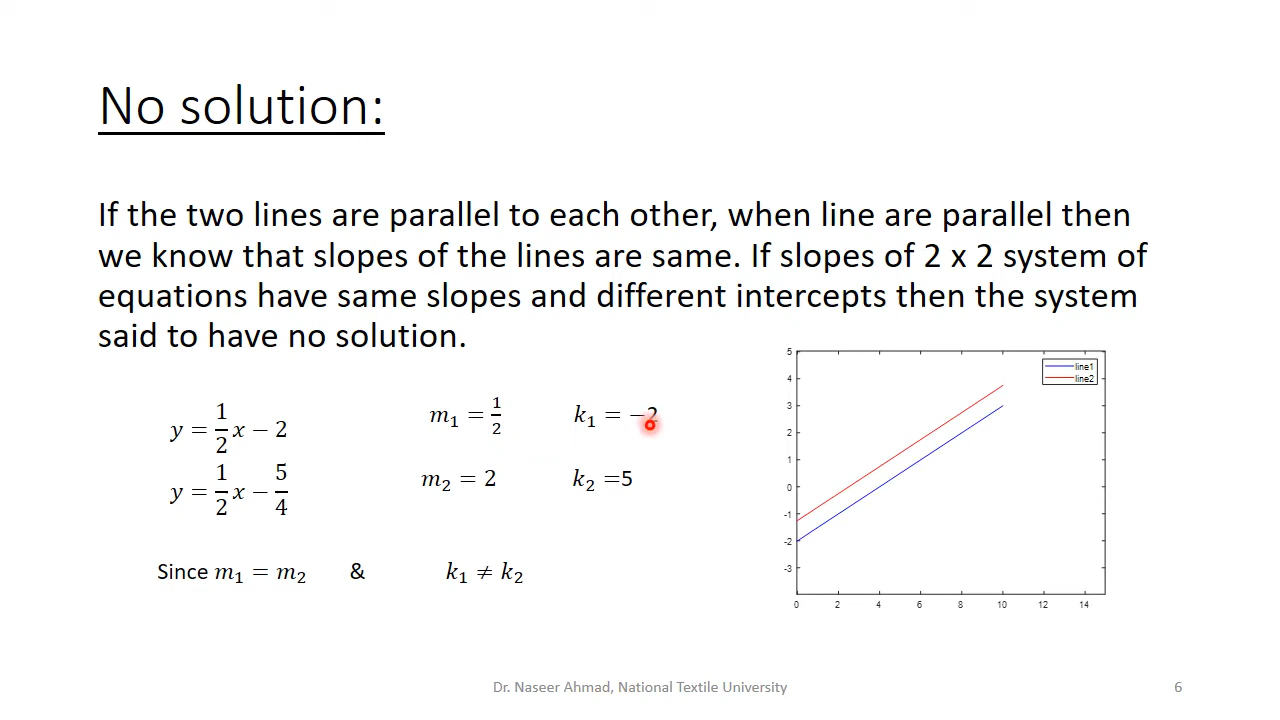 No solution:
If the two lines are parallel to each other, when line are parallel then
we know that slopes of the lines are same. If slopes of 2 x 2 system of
equations have same slopes and different intercepts then the system
said to have no solution.
y = 1/2 x − 2
m₁ = 1/2
k₁ = −2
y = 1/2 x − 5/4
m₂ = 2
k₂ =5
Since m₁ = m₂ & k₁ ≠ k₂
line1
line2
5
4
3
2
1
0
-1
-2
-3
0 2 4 6 8 10 12 14
Dr. Naseer Ahmad, National Textile University
6